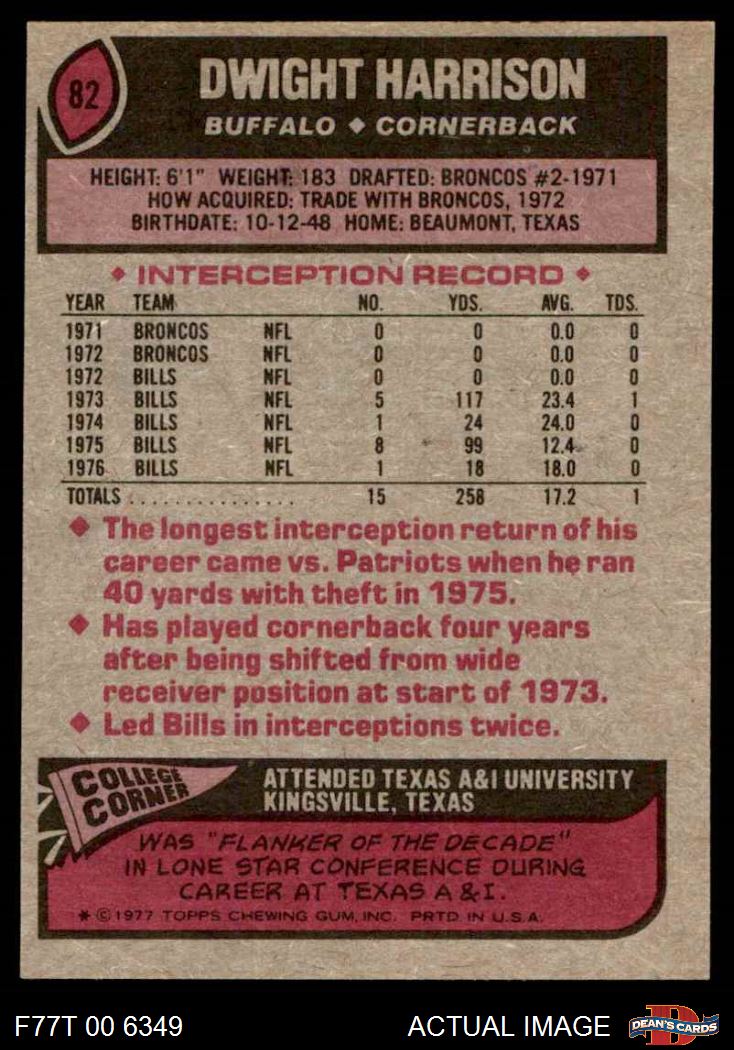 82
DWIGHT HARRISON
BUFFALO ◆ CORNERBACK
HEIGHT: 6'1" WEIGHT: 183 DRAFTED: BRONCOS #2-1971
HOW ACQUIRED: TRADE WITH BRONCOS, 1972
BIRTHDATE: 10-12-48 HOME: BEAUMONT, TEXAS
◆ INTERCEPTION RECORD ◆
YEAR TEAM NO. YDS. AVG. TDS.
1971 BRONCOS NFL 0 0 0.0 0
1972 BRONCOS NFL 0 0 0.0 0
1972 BILLS NFL 0 0 0.0 0
1973 BILLS NFL 5 117 23.4 1
1974 BILLS NFL 1 24 24.0 0
1975 BILLS NFL 8 99 12.4 0
1976 BILLS NFL 1 18 18.0 0
TOTALS ............... 15 258 17.2 1
◆ The longest interception return of his
career came vs. Patriots when he ran
40 yards with theft in 1975.
◆ Has played cornerback four years
after being shifted from wide
receiver position at start of 1973.
◆ Led Bills in interceptions twice.
COLLEGE
CORNER
ATTENDED TEXAS A&I UNIVERSITY
KINGSVILLE, TEXAS
WAS "FLANKER OF THE DECADE"
IN LONE STAR CONFERENCE DURING
CAREER AT TEXAS A & I.
* © 1977 TOPPS CHEWING GUM, INC. PRTD IN U.S.A.
F77T 00 6349
ACTUAL IMAGE
D
DEAN'S CARDS